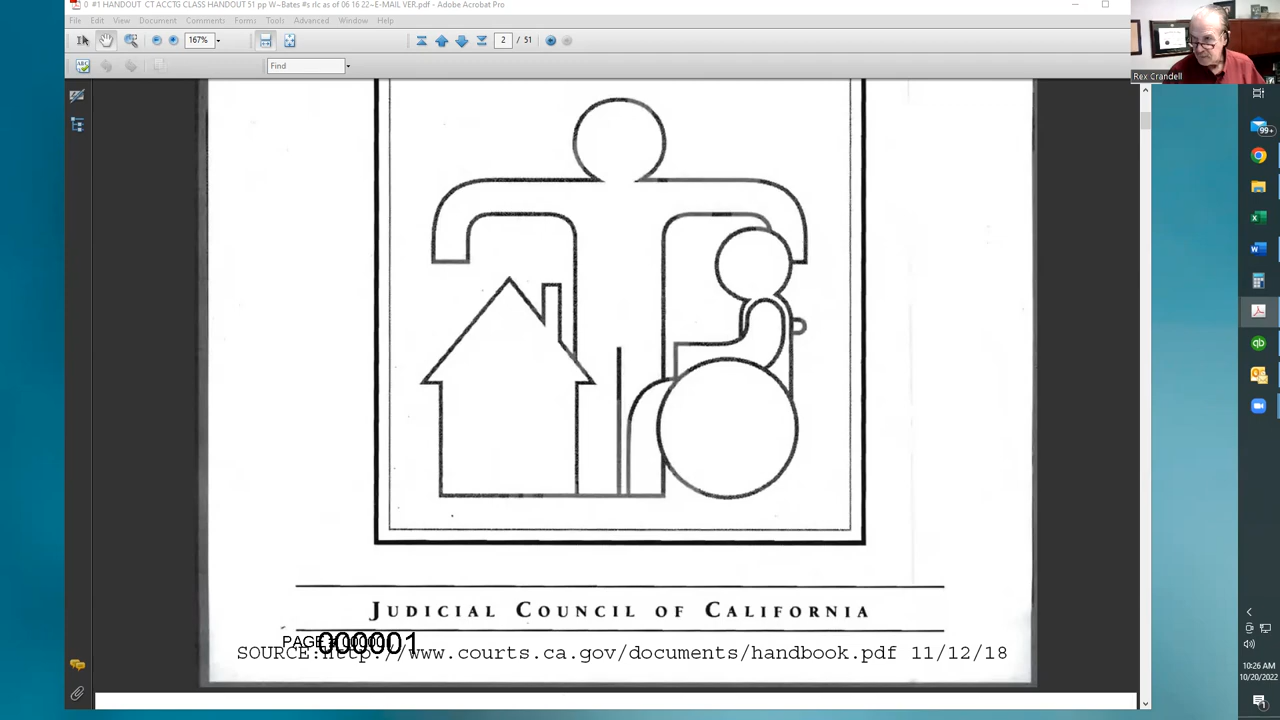 0 #1 HANDOUT CT ACCTG CLASS HANDOUT 51 pp W~Bates #s rlc as of 06 16 22~E-MAIL VER.pdf - Adobe Acrobat Pro
File Edit View Document Comments Forms Tools Advanced Window Help
167% 2 / 51
Find
Rex Crandell
99+
JUDICIAL COUNCIL OF CALIFORNIA
PAGE #
000001
SOURCE:http://www.courts.ca.gov/documents/handbook.pdf 11/12/18
10:26 AM
10/20/2022
1